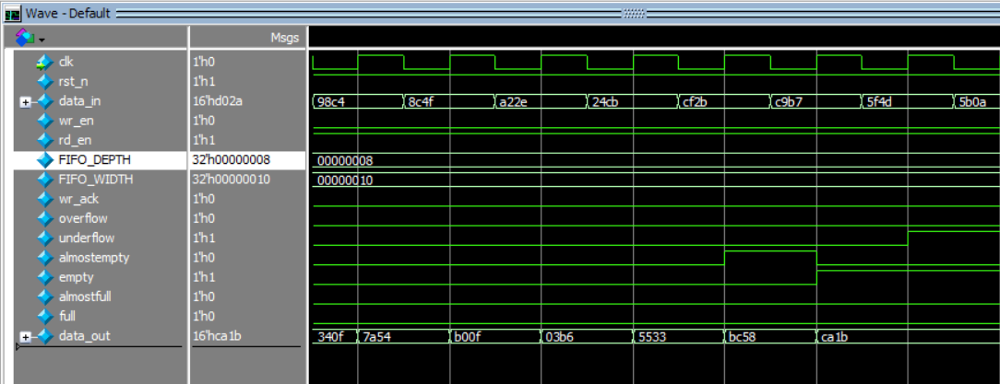 Wave - Default
Msgs
clk 1'h0
rst_n 1'h1
data_in 16'hd02a 98c4 8c4f a22e 24cb cf2b c9b7 5f4d 5b0a
wr_en 1'h0
rd_en 1'h1
FIFO_DEPTH 32'h00000008 00000008
FIFO_WIDTH 32'h00000010 00000010
wr_ack 1'h0
overflow 1'h0
underflow 1'h1
almostempty 1'h0
empty 1'h1
almostfull 1'h0
full 1'h0
data_out 16'hca1b 340f 7a54 b00f 03b6 5533 bc58 ca1b